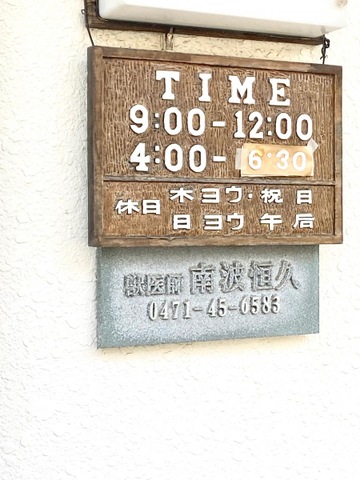 TIME
9:00-12:00
4:00-6:30
休日 木ヨウ・祝日
日ヨウ午后
獣医師 南波恒久
0471-45-6583